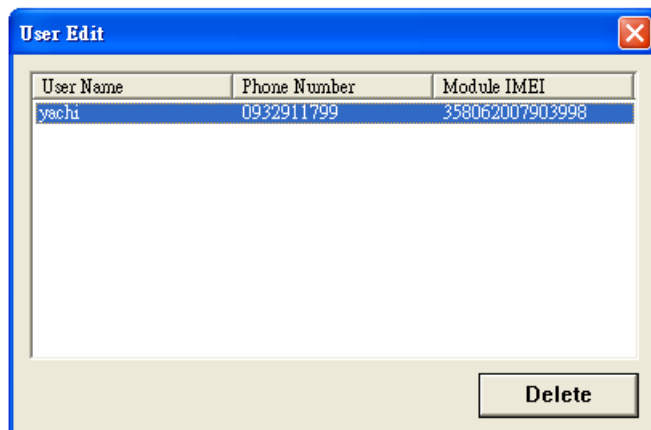 User Edit
User Name Phone Number Module IMEI
yachi 0932911799 358062007903998
Delete